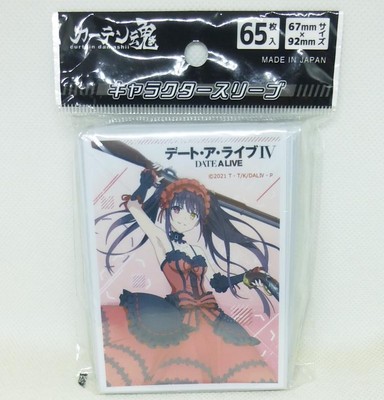 カーテン魂
curtain damashii
65枚入
67mm×92mmサイズ
MADE IN JAPAN
キャラクタースリーブ
デート・ア・ライブIV
DATE A LIVE
©2021 T・T/K/DALⅣ・P